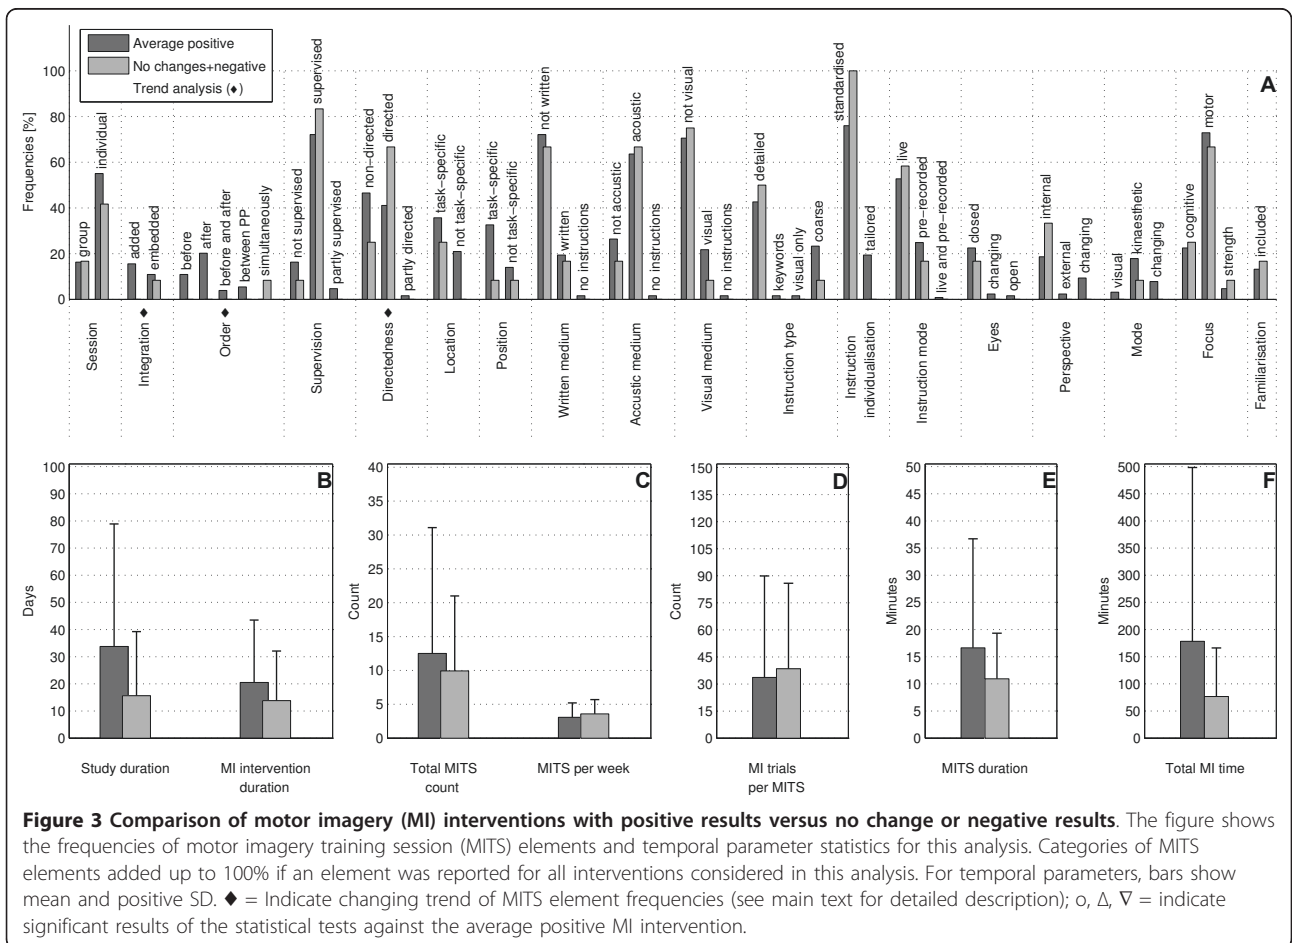 Average positive
No changes+negative
Trend analysis (♦)
A
Frequencies [%]
100
80
60
40
20
0
group
individual
added
embedded
before
after
before and after
between PP
simultaneously
not supervised
supervised
partly supervised
non-directed
directed
partly directed
task-specific
not task-specific
task-specific
not task-specific
not written
written
no instructions
not accustic
acoustic
no instructions
not visual
visual
no instructions
detailed
keywords
visual only
coarse
standardised
tailored
live
pre-recorded
live and pre-recorded
closed
changing
open
internal
external
changing
visual
kinaesthetic
changing
cognitive
motor
strength
included
♦
♦
♦
Session
Integration
Order
Supervision
Directedness
Location
Position
Written medium
Accustic medium
Visual medium
Instruction type
Instruction
individualisation
Instruction mode
Eyes
Perspective
Mode
Focus
Familiarisation
B
Days
100
90
80
70
60
50
40
30
20
10
0
Study duration
MI intervention
duration
C
Count
40
35
30
25
20
15
10
5
0
Total MITS
count
MITS per week
D
Count
150
135
120
105
90
75
60
45
30
15
0
MI trials
per MITS
E
Minutes
50
45
40
35
30
25
20
15
10
5
0
MITS duration
F
Minutes
500
450
400
350
300
250
200
150
100
50
0
Total MI time
Figure 3 Comparison of motor imagery (MI) interventions with positive results versus no change or negative results. The figure shows
the frequencies of motor imagery training session (MITS) elements and temporal parameter statistics for this analysis. Categories of MITS
elements added up to 100% if an element was reported for all interventions considered in this analysis. For temporal parameters, bars show
mean and positive SD. ♦ = Indicate changing trend of MITS element frequencies (see main text for detailed description); o, Δ, ∇ = indicate
significant results of the statistical tests against the average positive MI intervention.